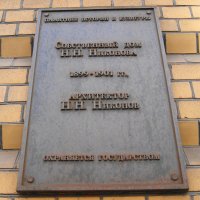 ПАМЯТНИК ИСТОРИИ И КУЛЬТУРЫ
СОБСТВЕННЫЙ ДОМ
Н.Н. НИКОНОВА
1899-1901 гг.,
АРХИТЕКТОР
Н.Н. НИКОНОВ
ОХРАНЯЕТСЯ ГОСУДАРСТВОМ